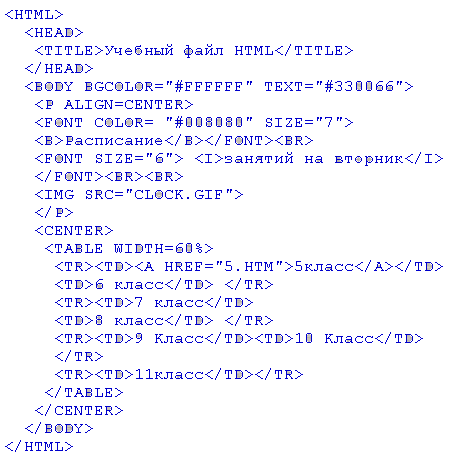 <HTML>
<HEAD>
<TITLE>Учебный файл HTML</TITLE>
</HEAD>
<BODY BGCOLOR="#FFFFFF" TEXT="#330066">
<P ALIGN=CENTER>
<FONT COLOR= "#008080" SIZE="7">
<B>Расписание</B></FONT><BR>
<FONT SIZE="6"> <I>занятий на вторник</I>
</FONT><BR><BR>
<IMG SRC="CLOCK.GIF">
</P>
<CENTER>
<TABLE WIDTH=60%>
<TR><TD><A HREF="5.HTM">5класс</A></TD>
<TD>6 класс</TD> </TR>
<TR><TD>7 класс</TD>
<TD>8 класс</TD> </TR>
<TR><TD>9 Класс</TD><TD>10 Класс</TD>
</TR>
<TR><TD>11класс</TD></TR>
</TABLE>
</CENTER>
</BODY>
</HTML>